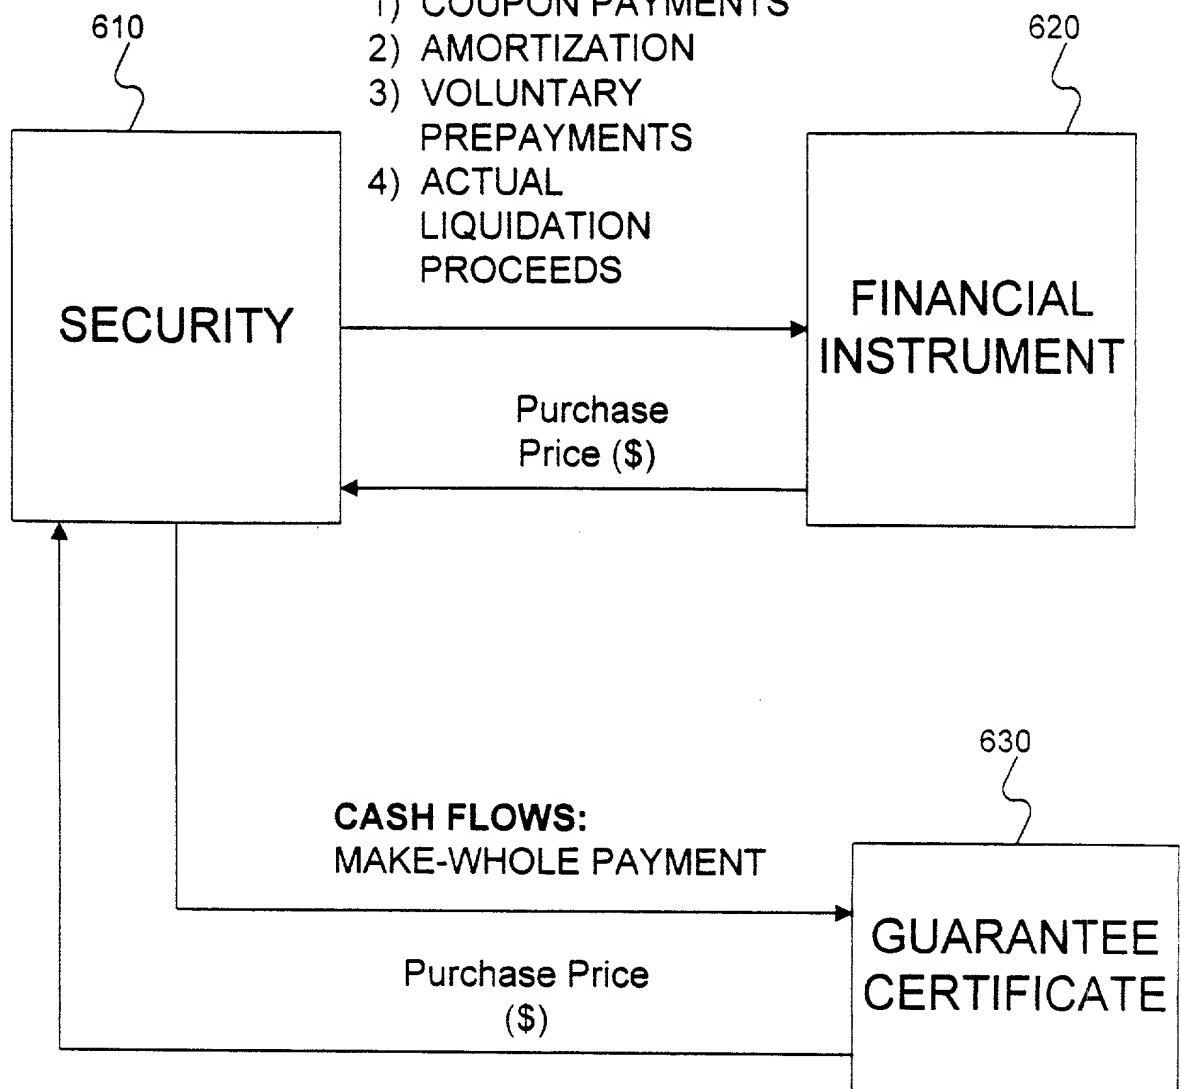 610
1) COUPON PAYMENTS
620
2) AMORTIZATION
3) VOLUNTARY
PREPAYMENTS
4) ACTUAL
LIQUIDATION
PROCEEDS
SECURITY
FINANCIAL
INSTRUMENT
Purchase
Price ($)
630
CASH FLOWS:
MAKE-WHOLE PAYMENT
GUARANTEE
CERTIFICATE
Purchase Price
($)